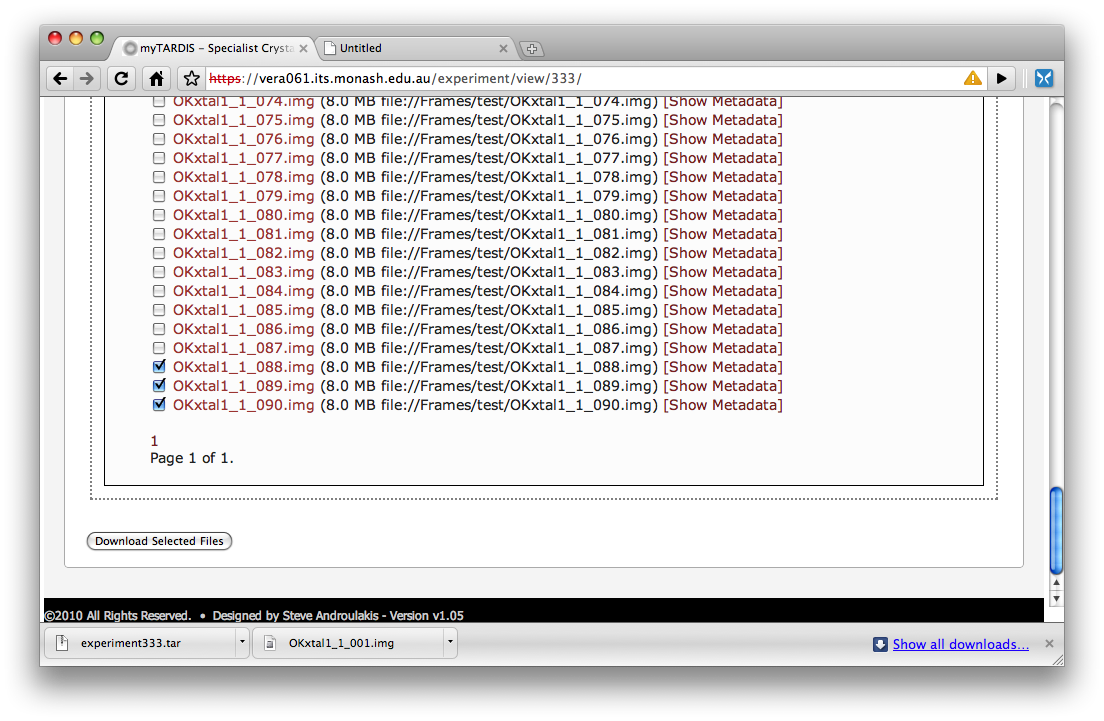 myTARDIS – Specialist Crysta
Untitled
https://vera061.its.monash.edu.au/experiment/view/333/
OKxtal1_1_074.img (8.0 MB file://Frames/test/OKxtal1_1_074.img) [Show Metadata]
OKxtal1_1_075.img (8.0 MB file://Frames/test/OKxtal1_1_075.img) [Show Metadata]
OKxtal1_1_076.img (8.0 MB file://Frames/test/OKxtal1_1_076.img) [Show Metadata]
OKxtal1_1_077.img (8.0 MB file://Frames/test/OKxtal1_1_077.img) [Show Metadata]
OKxtal1_1_078.img (8.0 MB file://Frames/test/OKxtal1_1_078.img) [Show Metadata]
OKxtal1_1_079.img (8.0 MB file://Frames/test/OKxtal1_1_079.img) [Show Metadata]
OKxtal1_1_080.img (8.0 MB file://Frames/test/OKxtal1_1_080.img) [Show Metadata]
OKxtal1_1_081.img (8.0 MB file://Frames/test/OKxtal1_1_081.img) [Show Metadata]
OKxtal1_1_082.img (8.0 MB file://Frames/test/OKxtal1_1_082.img) [Show Metadata]
OKxtal1_1_083.img (8.0 MB file://Frames/test/OKxtal1_1_083.img) [Show Metadata]
OKxtal1_1_084.img (8.0 MB file://Frames/test/OKxtal1_1_084.img) [Show Metadata]
OKxtal1_1_085.img (8.0 MB file://Frames/test/OKxtal1_1_085.img) [Show Metadata]
OKxtal1_1_086.img (8.0 MB file://Frames/test/OKxtal1_1_086.img) [Show Metadata]
OKxtal1_1_087.img (8.0 MB file://Frames/test/OKxtal1_1_087.img) [Show Metadata]
OKxtal1_1_088.img (8.0 MB file://Frames/test/OKxtal1_1_088.img) [Show Metadata]
OKxtal1_1_089.img (8.0 MB file://Frames/test/OKxtal1_1_089.img) [Show Metadata]
OKxtal1_1_090.img (8.0 MB file://Frames/test/OKxtal1_1_090.img) [Show Metadata]
1
Page 1 of 1.
Download Selected Files
©2010 All Rights Reserved. • Designed by Steve Androulakis - Version v1.05
experiment333.tar
OKxtal1_1_001.img
Show all downloads...